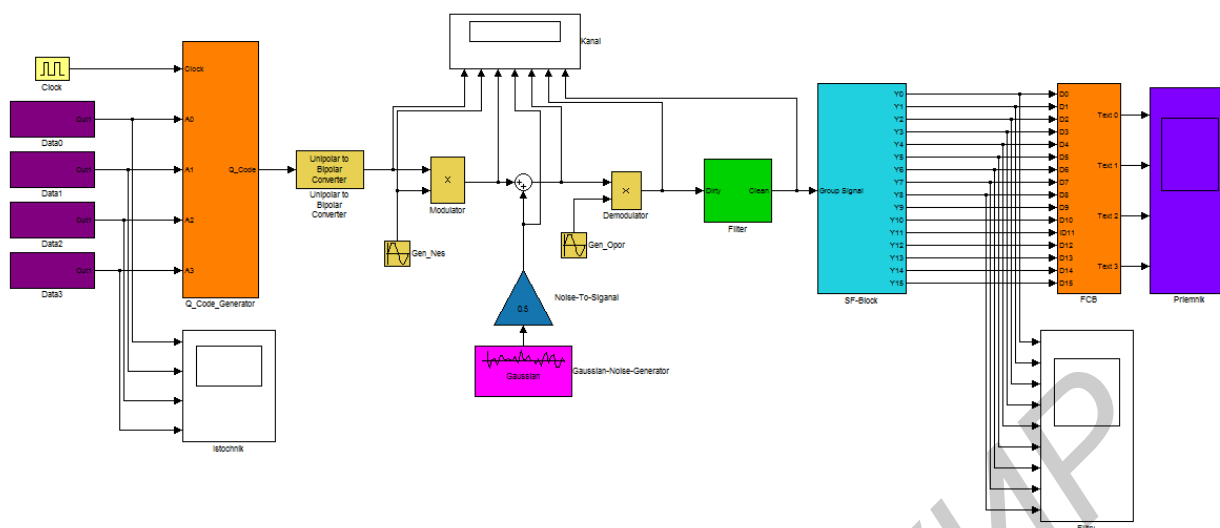 Clock
Clock
Data0
Out1
Data1
Out1
Data2
Out1
Data3
Out1
A0
A1
A2
A3
Q_Code
Q_Code_Generator
Istochnik
Unipolar to
Bipolar
Converter
Unipolar to
Bipolar
Converter
Kanal
X
Modulator
Gen_Nes
++
X
Demodulator
Gen_Opor
0.5
Noise-To-Siganal
Gaussian
Gaussian-Noise-Generator
Dirty
Clean
Filter
Group Signal
Y0
Y1
Y2
Y3
Y4
Y5
Y6
Y7
Y8
Y9
Y10
Y11
Y12
Y13
Y14
Y15
SF-Block
D0
D1
D2
D3
D4
D5
D6
D7
D8
D9
D10
ID11
D12
D13
D14
D15
Text 0
Text 1
Text 2
Text 3
FCB
Priemnik
ИР